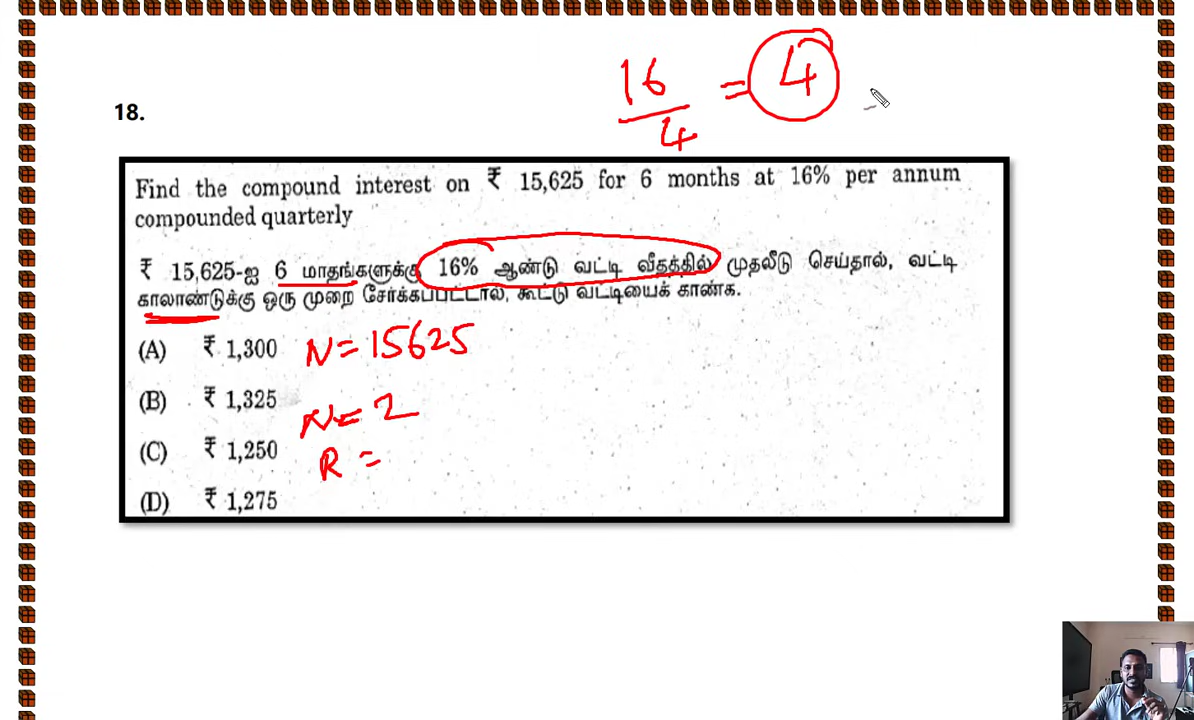 16/4 = 4
18.
Find the compound interest on ₹ 15,625 for 6 months at 16% per annum
compounded quarterly
₹ 15,625-ஐ 6 மாதங்களுக்கு 16% ஆண்டு வட்டி வீதத்தில் முதலீடு செய்தால், வட்டி
காலாண்டுக்கு ஒரு முறை சேர்க்கப்பட்டால், கூட்டு வட்டியைக் காண்க.
(A) ₹ 1,300 N = 15625
(B) ₹ 1,325 N = 2
(C) ₹ 1,250 R =
(D) ₹ 1,275